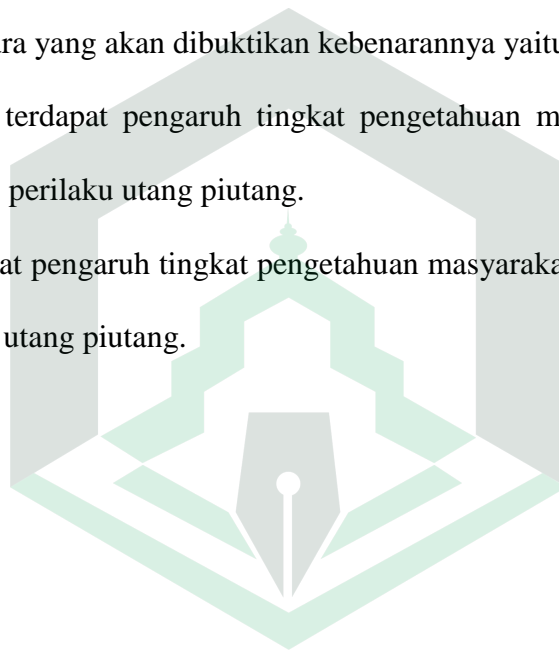 ara yang akan dibuktikan kebenarannya yaitu
terdapat pengaruh tingkat pengetahuan m
perilaku utang piutang.
at pengaruh tingkat pengetahuan masyaraka
utang piutang.